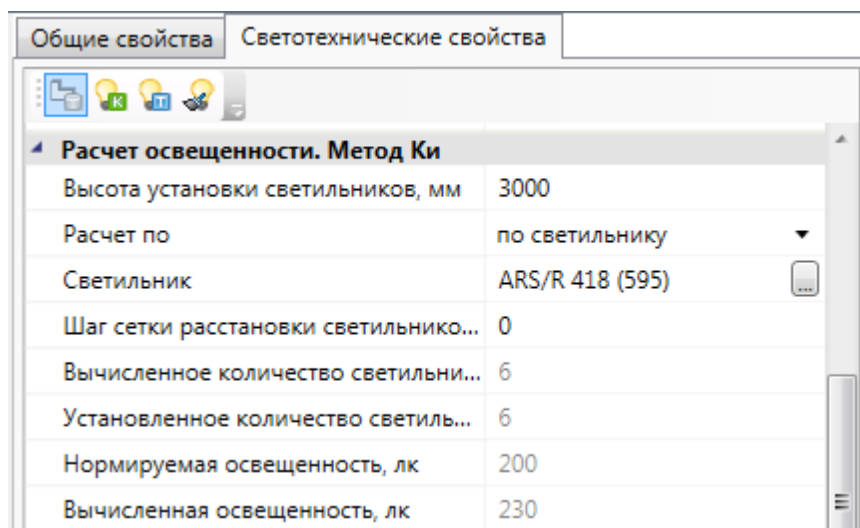 Общие свойства Светотехнические свойства
К Т
Расчет освещенности. Метод Ки
Высота установки светильников, мм 3000
Расчет по по светильнику
Светильник ARS/R 418 (595) ...
Шаг сетки расстановки светильнико... 0
Вычисленное количество светильни... 6
Установленное количество светиль... 6
Нормируемая освещенность, лк 200
Вычисленная освещенность, лк 230